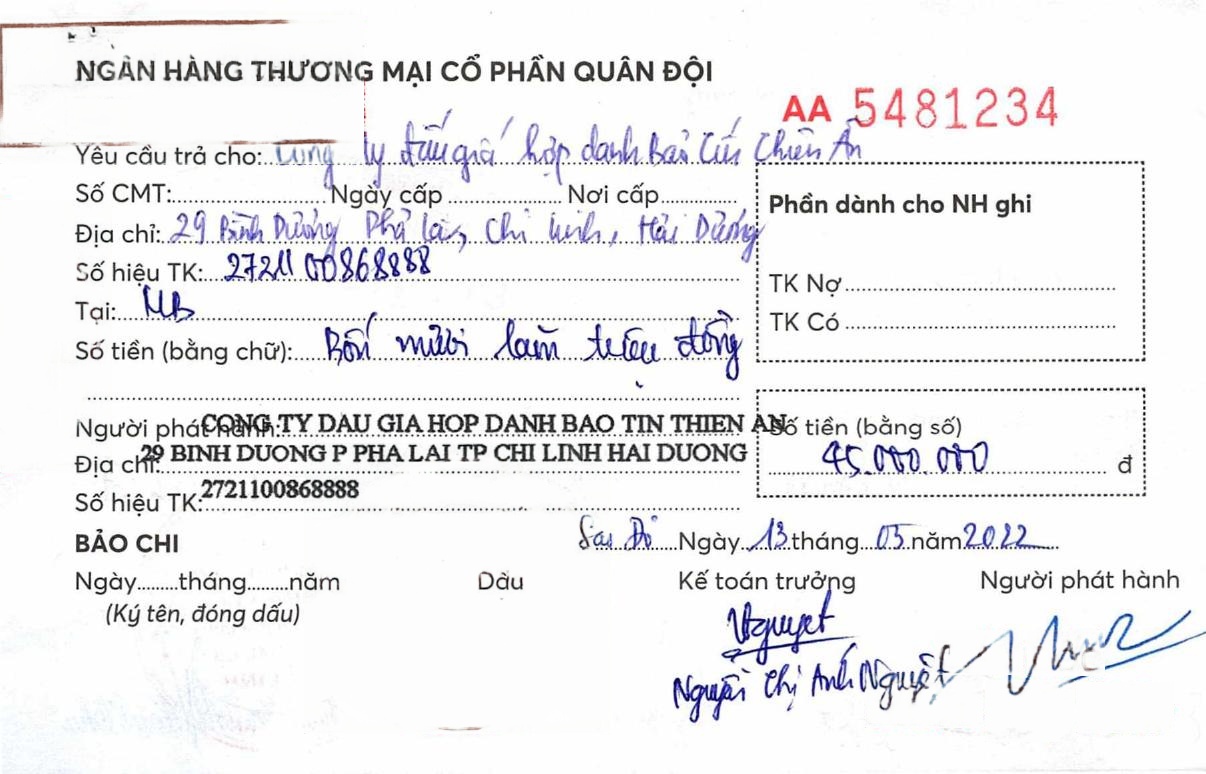 NGÂN HÀNG THƯƠNG MẠI CỔ PHẦN QUÂN ĐỘI
AA 5481234
Yêu cầu trả cho: Công ty đấu giá hợp danh Bảo
Số CMT: Ngày cấp Nơi cấp
Địa chỉ: 29 Bình Dương Phả Lại, Chí Linh, Hải Dương
Số hiệu TK: 2721100868888
Tại: MB
Số tiền (bằng chữ): Bốn mươi lăm triệu đồng
Phần dành cho NH ghi
TK Nợ
TK Có
Người phát hành: CONG TY DAU GIA HOP DANH BAO TIN THIEN AN
Địa chỉ: 29 BINH DUONG P PHA LAI TP CHI LINH HAI DUONG
Số hiệu TK: 2721100868888
Số tiền (bằng số)
45.000.000 đ
BẢO CHI
Sao Đỏ Ngày 13 tháng 05 năm 2022
Ngày tháng năm Dấu Kế toán trưởng Người phát hành
(Ký tên, đóng dấu)
Nguyệt
Nguyễn Thị Ánh Nguyệt